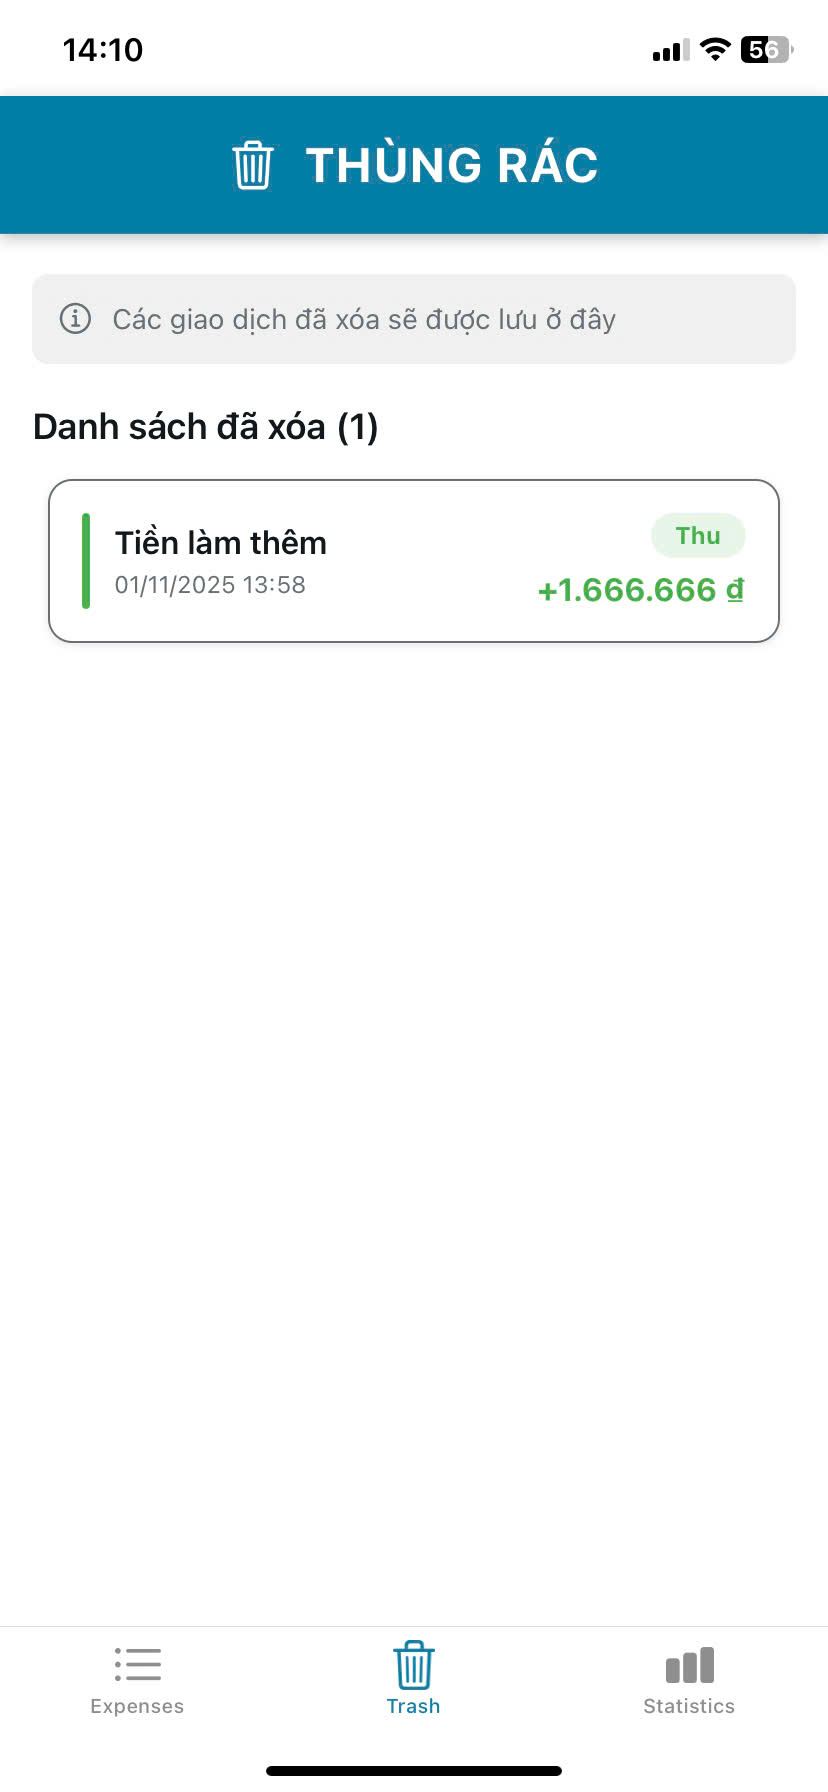 14:10
56
THÙNG RÁC
Các giao dịch đã xóa sẽ được lưu ở đây
Danh sách đã xóa (1)
Tiền làm thêm
01/11/2025 13:58
Thu
+1.666.666 ₫
Expenses
Trash
Statistics